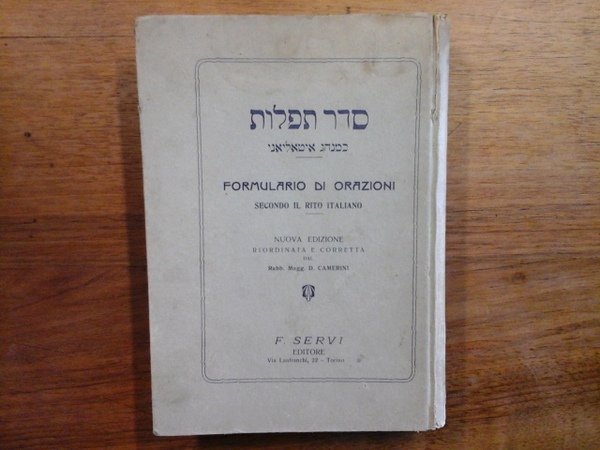 סדר תפלות
כמנהג איטאליאני
FORMULARIO DI ORAZIONI
SECONDO IL RITO ITALIANO
NUOVA EDIZIONE
RIORDINATA E CORRETTA
DAL
Rabb. Magg. D. CAMERINI
F. SERVI
EDITORE
Via Lanfranchi, 22 - Torino